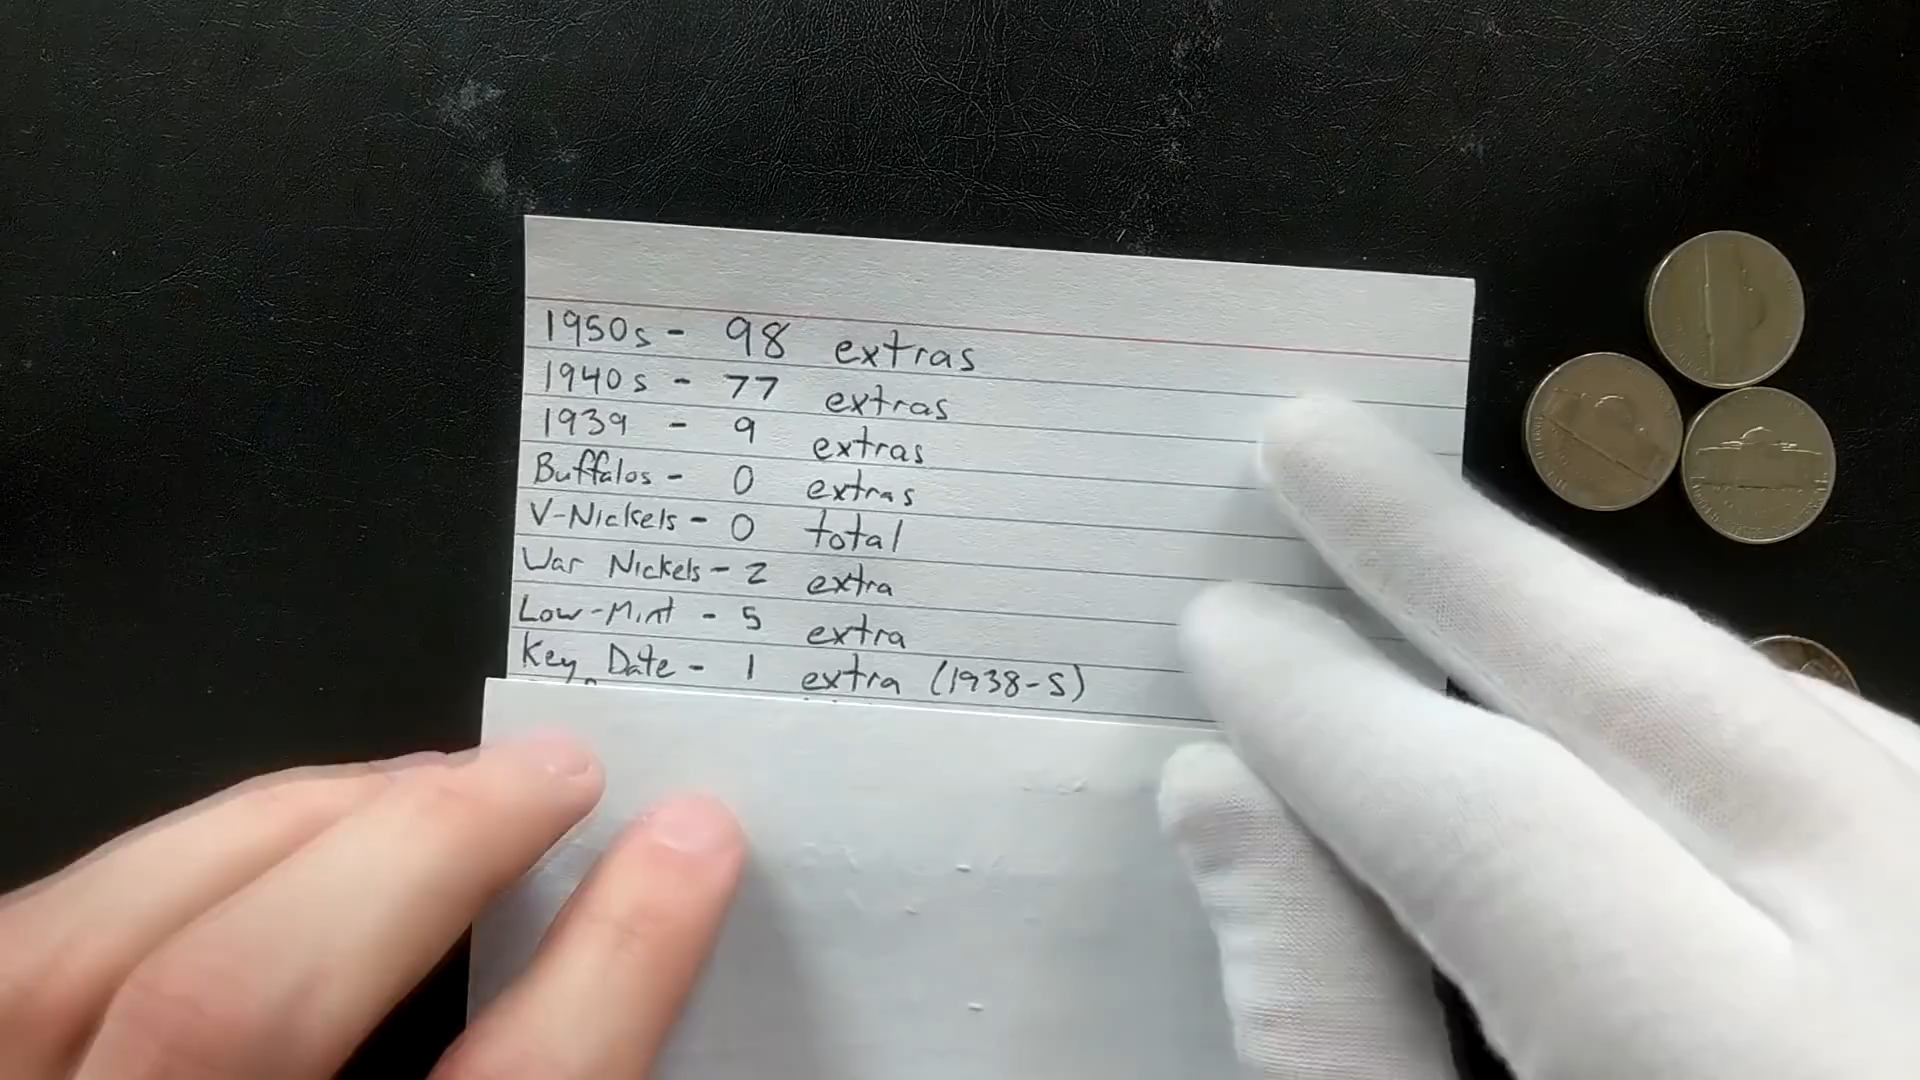 1950s - 98 extras
1940s - 77 extras
1939 - 9 extras
Buffalos - 0 extras
V-Nickels - 0 total
War Nickels - 2 extra
Low-Mint - 5 extra
Key Date - 1 extra (1938-S)